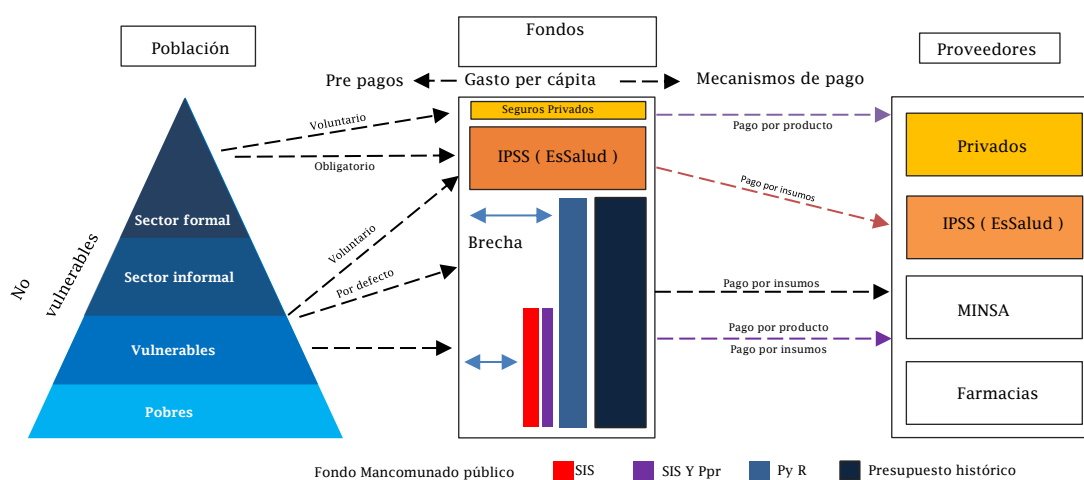 Población
Fondos
Proveedores
Pre pagos
Gasto per cápita
Mecanismos de pago
Voluntario
Obligatorio
Voluntario
Por defecto
No
vulnerables
Sector formal
Sector informal
Vulnerables
Pobres
Seguros Privados
IPSS ( EsSalud )
Brecha
Pago por producto
Pago por insumos
Pago por insumos
Pago por producto
Pago por insumos
Privados
IPSS ( EsSalud )
MINSA
Farmacias
Fondo Mancomunado público
SIS
SIS Y Ppr
Py R
Presupuesto histórico